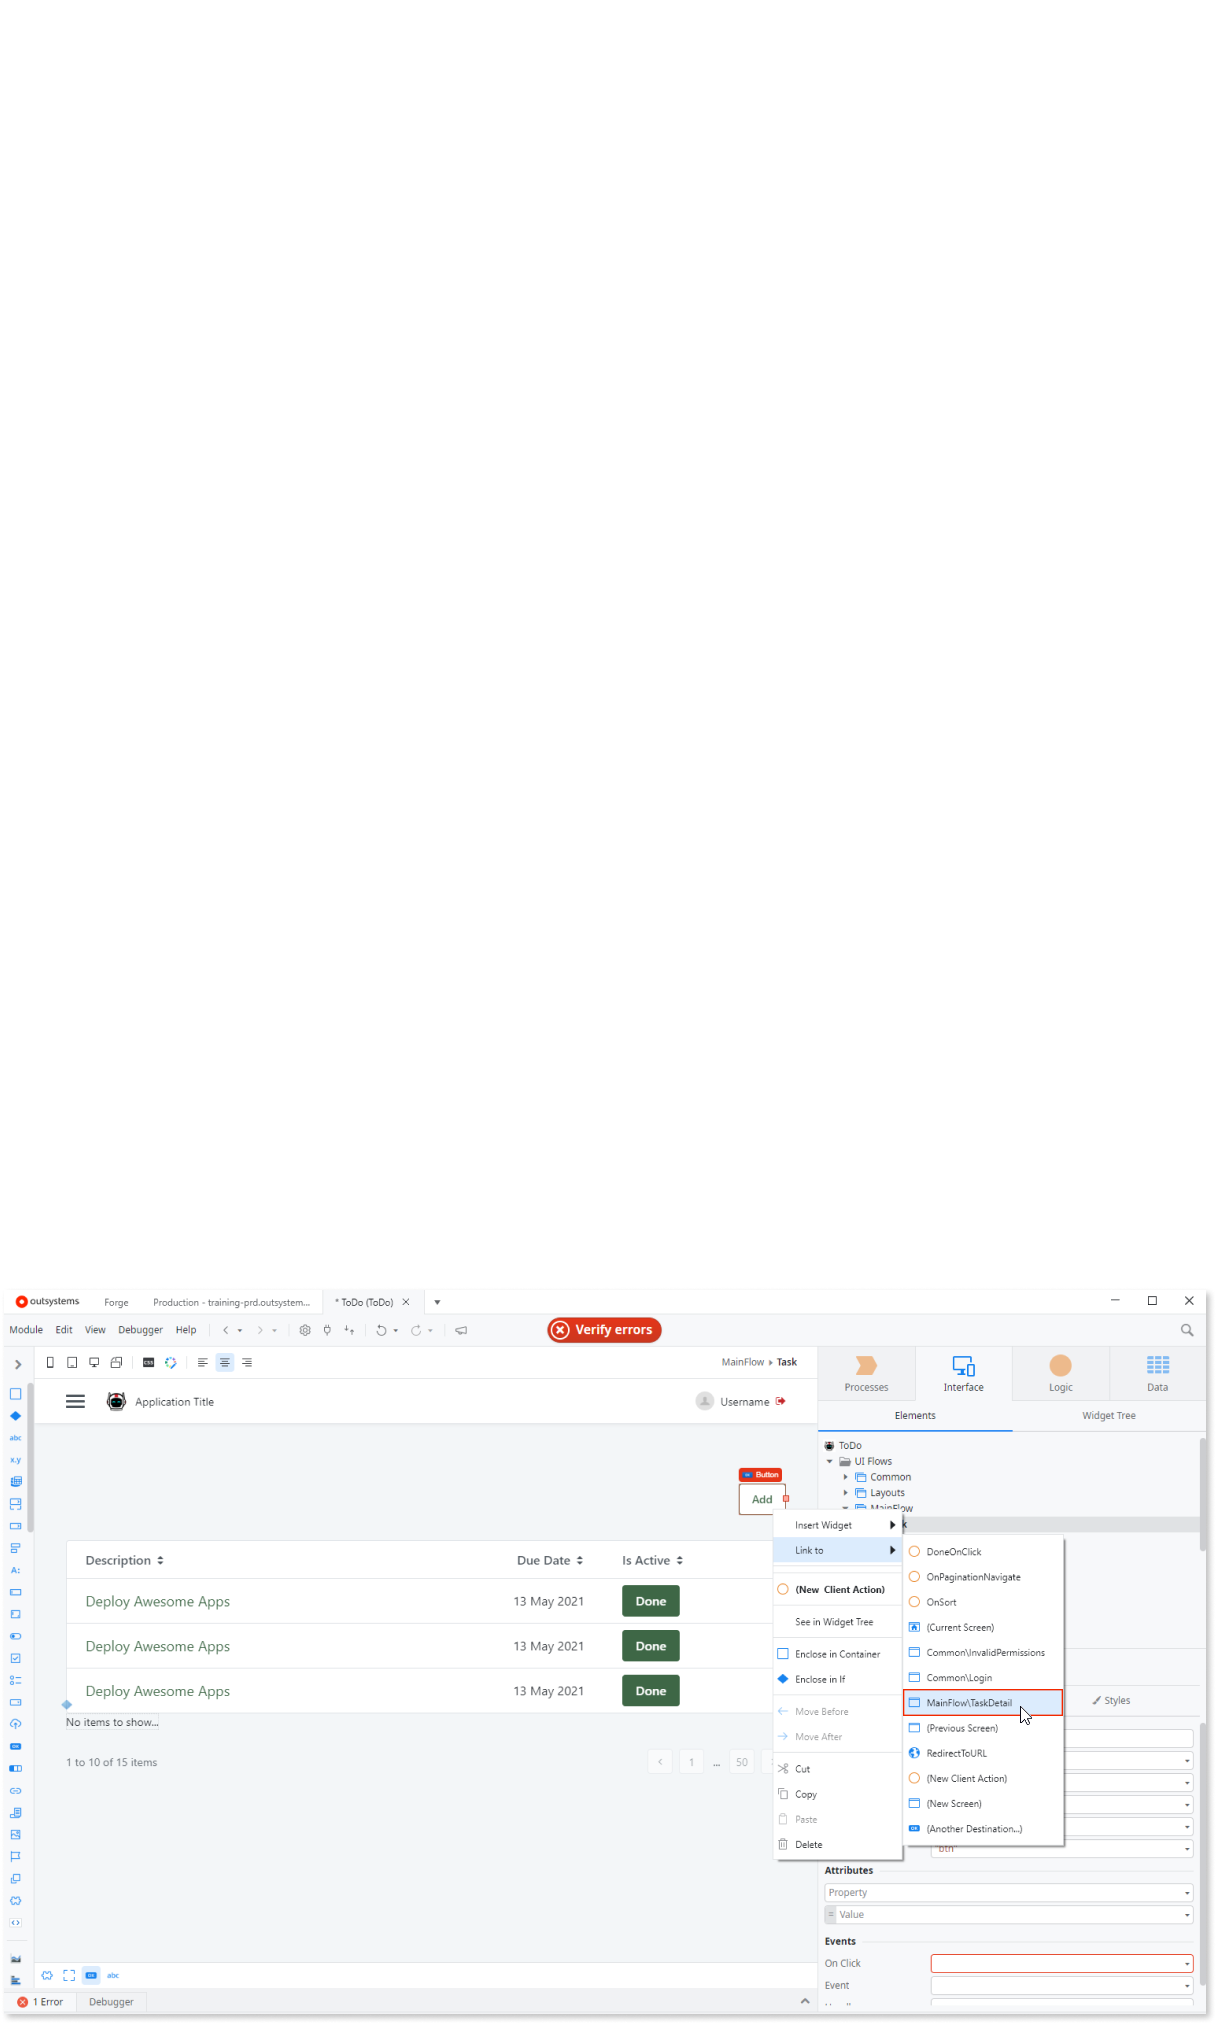 outsystems Forge Production - training-prd.outsystem... * ToDo (ToDo)
Module Edit View Debugger Help Verify errors
MainFlow Task
Processes Interface Logic Data
Application Title Username
Elements Widget Tree
abc
x.y
ToDo
UI Flows
Common
Layouts
MainFlow
Button
Add
Insert Widget
Link to
(New Client Action)
See in Widget Tree
Enclose in Container
Enclose in If
Move Before
Move After
Cut
Copy
Paste
Delete
DoneOnClick
OnPaginationNavigate
OnSort
(Current Screen)
Common\InvalidPermissions
Common\Login
MainFlow\TaskDetail
(Previous Screen)
RedirectToURL
(New Client Action)
(New Screen)
(Another Destination...)
Description Due Date Is Active
Deploy Awesome Apps 13 May 2021 Done
Deploy Awesome Apps 13 May 2021 Done
Deploy Awesome Apps 13 May 2021 Done
No items to show...
1 to 10 of 15 items 1 ... 50
Styles
"btn"
Attributes
Property
= Value
Events
On Click
Event
abc
1 Error Debugger